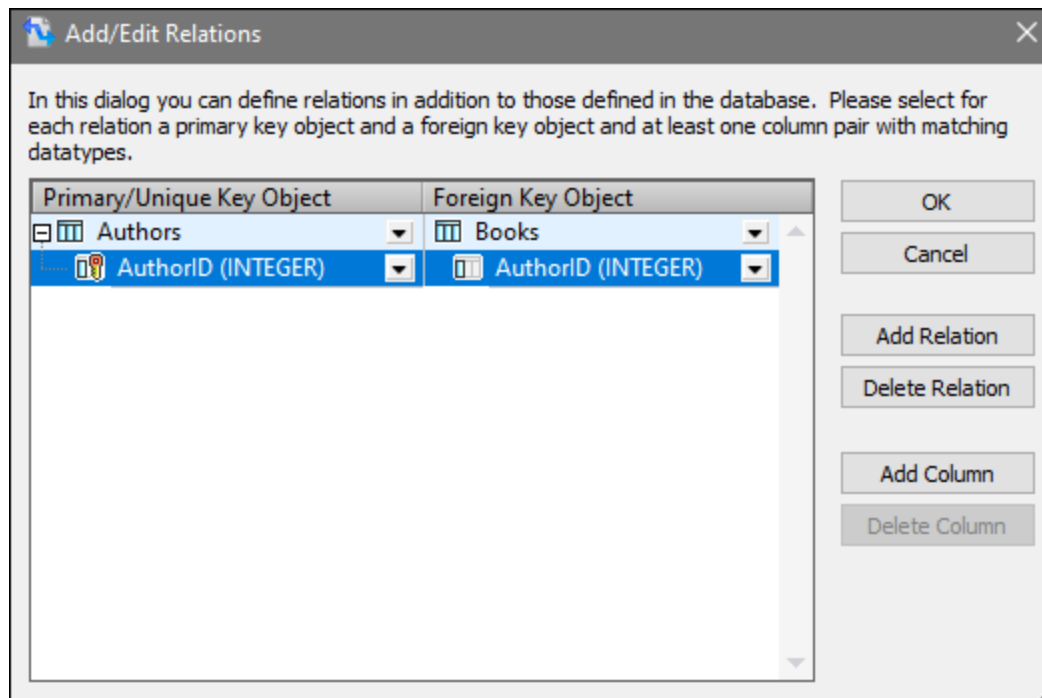 Add/Edit Relations
In this dialog you can define relations in addition to those defined in the database.  Please select for
each relation a primary key object and a foreign key object and at least one column pair with matching
datatypes.
Primary/Unique Key Object Foreign Key Object
Authors Books
AuthorID (INTEGER) AuthorID (INTEGER)
OK
Cancel
Add Relation
Delete Relation
Add Column
Delete Column